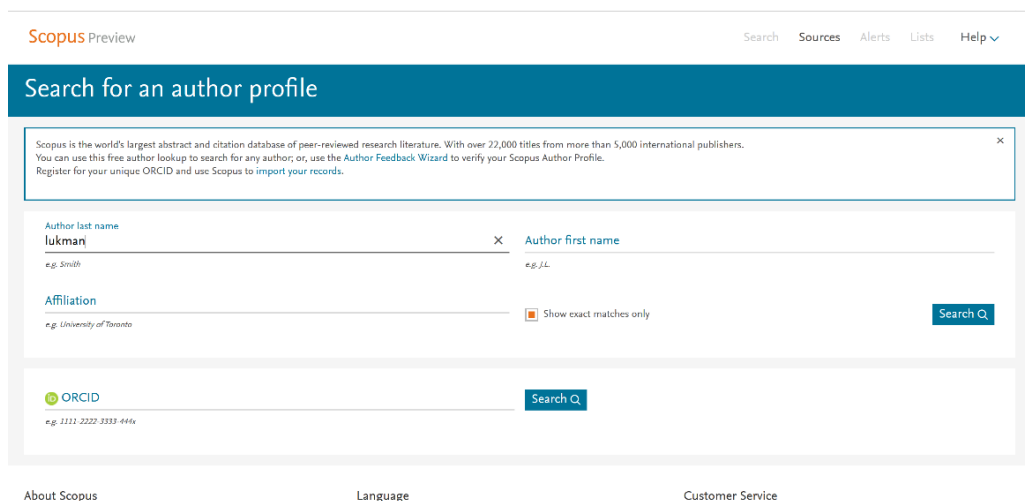 Scopus Preview
Search Sources Alerts Lists Help
Search for an author profile
Scopus is the world's largest abstract and citation database of peer-reviewed research literature. With over 22,000 titles from more than 5,000 international publishers.
You can use this free author lookup to search for any author; or, use the Author Feedback Wizard to verify your Scopus Author Profile.
Register for your unique ORCID and use Scopus to import your records.
Author last name
lukman
e.g. Smith
Author first name
e.g. J.L.
Affiliation
e.g. University of Toronto
Show exact matches only
Search
iD ORCID
e.g. 1111-2222-3333-444x
Search
About Scopus Language Customer Service